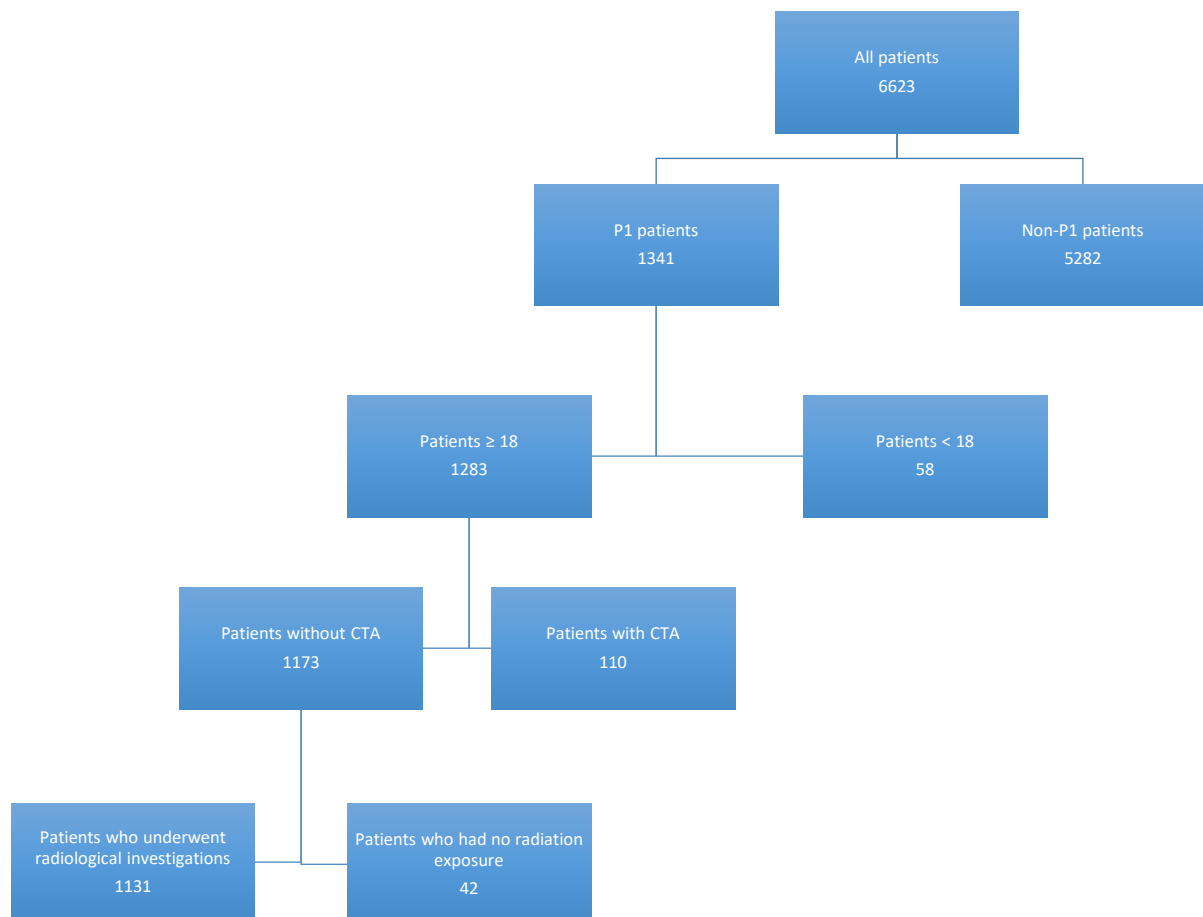 All patients
6623
P1 patients
1341
Non-P1 patients
5282
Patients ≥ 18
1283
Patients < 18
58
Patients without CTA
1173
Patients with CTA
110
Patients who underwent
radiological investigations
1131
Patients who had no radiation
exposure
42